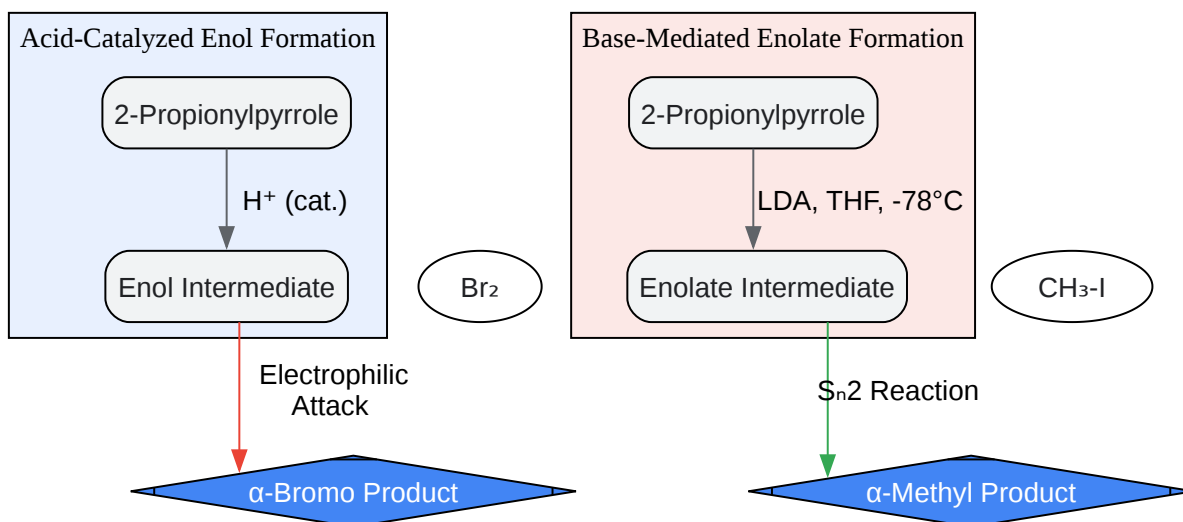 Acid-Catalyzed Enol Formation
2-Propionylpyrrole
H⁺ (cat.)
Enol Intermediate
Br₂
Electrophilic
Attack
α-Bromo Product
Base-Mediated Enolate Formation
2-Propionylpyrrole
LDA, THF, -78°C
Enolate Intermediate
CH₃-I
Sₙ2 Reaction
α-Methyl Product